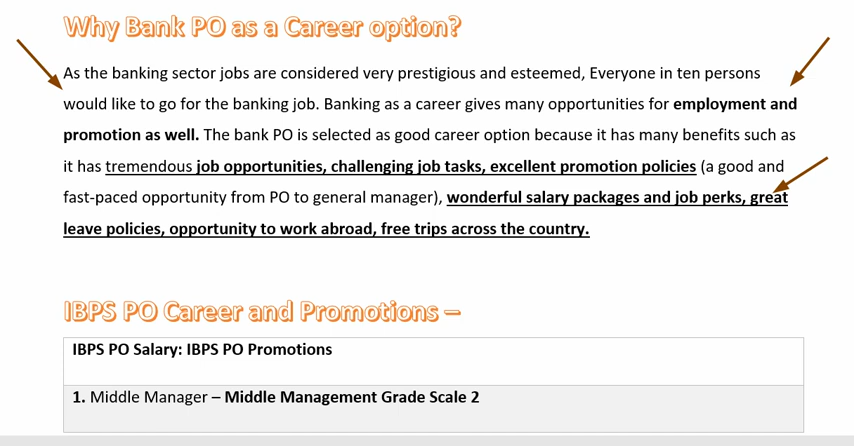 Why Bank PO as a Career option?
As the banking sector jobs are considered very prestigious and esteemed, Everyone in ten persons
would like to go for the banking job. Banking as a career gives many opportunities for employment and
promotion as well. The bank PO is selected as good career option because it has many benefits such as
it has tremendous job opportunities, challenging job tasks, excellent promotion policies (a good and
fast-paced opportunity from PO to general manager), wonderful salary packages and job perks, great
leave policies, opportunity to work abroad, free trips across the country.
IBPS PO Career and Promotions –
IBPS PO Salary: IBPS PO Promotions
1. Middle Manager – Middle Management Grade Scale 2